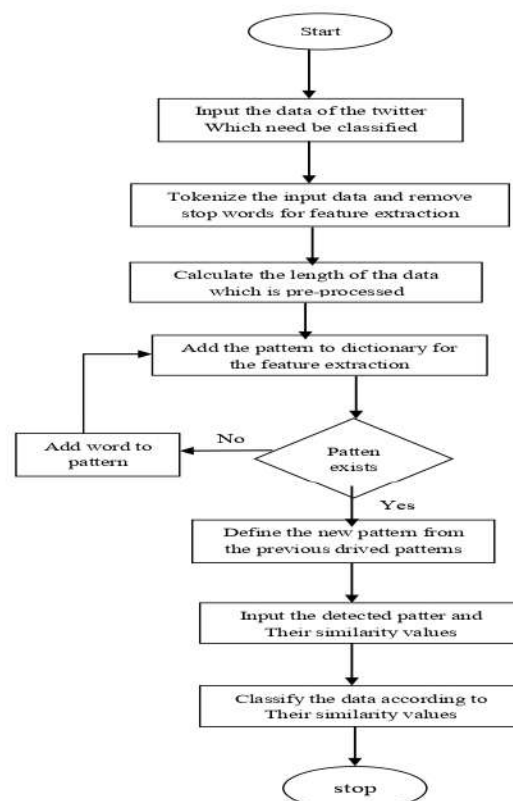 Start
Input the data of the twitter
Which need be classified
Tokenize the input data and remove
stop words for feature extraction
Calculate the length of tha data
which is pre-processed
Add the pattern to dictionary for
the feature extraction
No
Add word to
pattern
Patten
exists
Yes
Define the new pattern from
the previous drived patterns
Input the detected patter and
Their similarity values
Classify the data according to
Their similarity values
stop